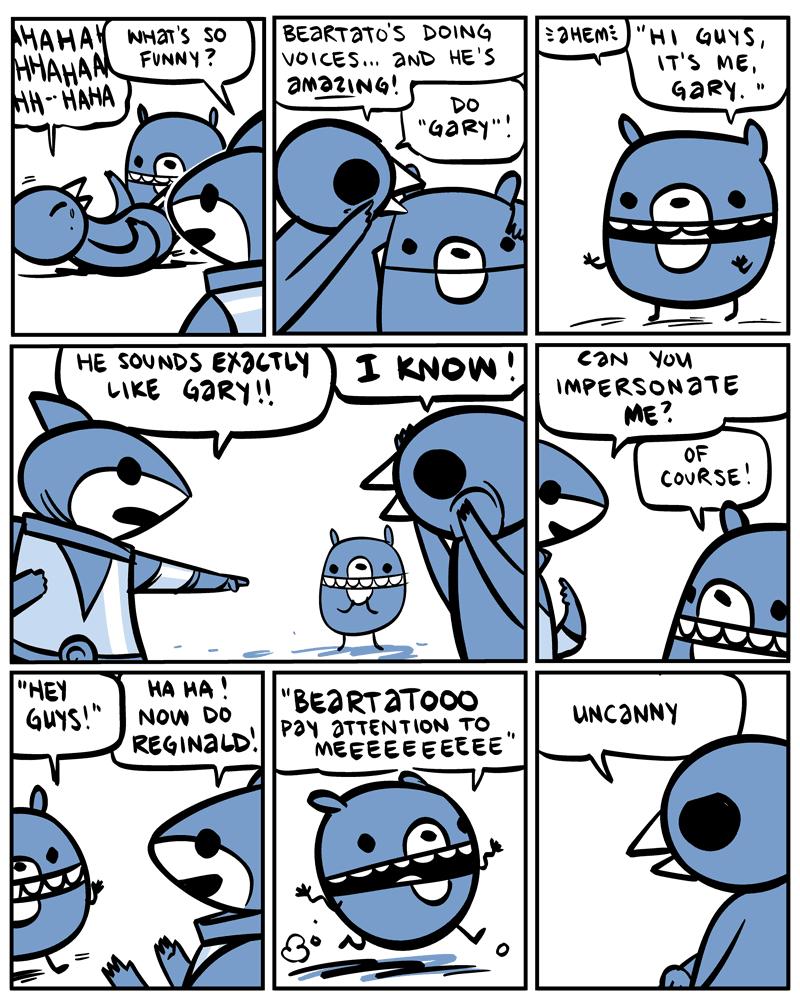 AHAHAH
HHAHAA
HH--HAHA
WHAT'S SO
FUNNY?
BEARTATO'S DOING
VOICES... AND HE'S
AMAZING!
DO
"GARY"!
AHEM
"HI GUYS,
IT'S ME,
GARY."
HE SOUNDS EXACTLY
LIKE GARY!!
I KNOW!
CAN YOU
IMPERSONATE
ME?
OF
COURSE!
"HEY
GUYS!"
HA HA!
NOW DO
REGINALD!
"BEARTATOOO
PAY ATTENTION TO
MEEEEEEEEEE"
UNCANNY